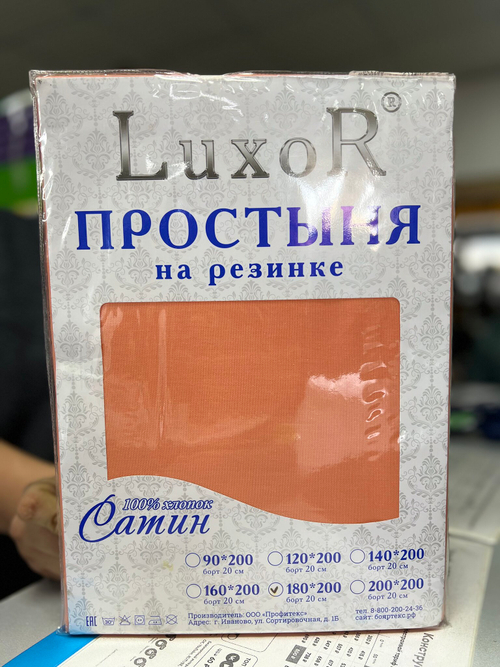 LuxoR®
ПРОСТЫНЯ
на резинке
100% хлопок
Сатин
90*200 120*200 140*200
борт 20 см борт 20 см борт 20 см
160*200 180*200 200*200
борт 20 см борт 20 см борт 20 см
EAC
Производитель: ООО «Профитекс»
Адрес: г. Иваново, ул. Сортировочная, д. 1Б
тел. 8-800-200-24-36
сайт: бояртекс.рф